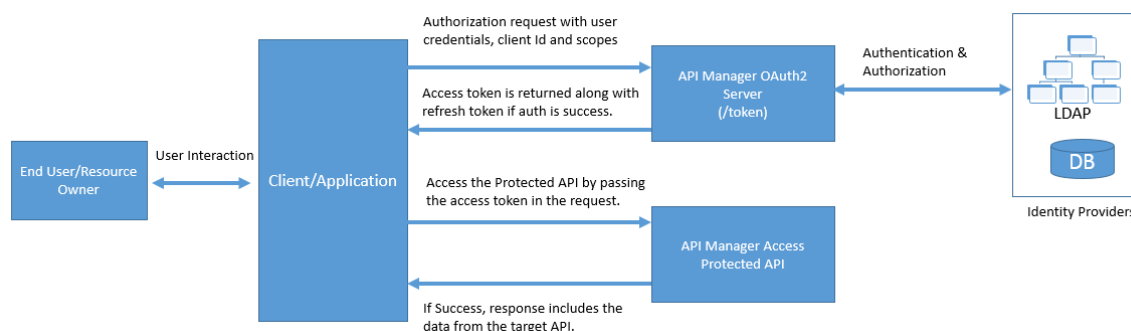 Authorization request with user
credentials, client Id and scopes
API Manager OAuth2
Server
(/token)
Authentication &
Authorization
LDAP
DB
Identity Providers
Access token is returned along with
refresh token if auth is success.
End User/Resource
Owner
User Interaction
Client/Application
Access the Protected API by passing
the access token in the request.
API Manager Access
Protected API
If Success, response includes the
data from the target API.